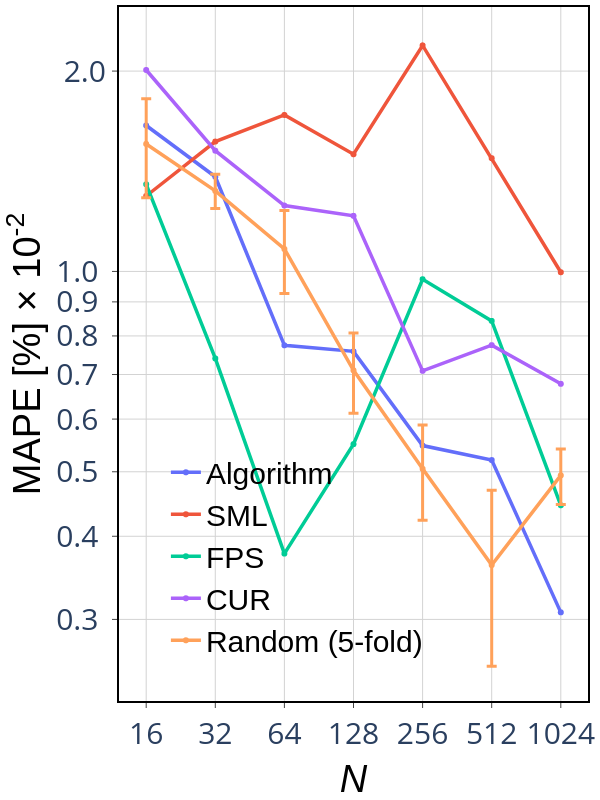 MAPE [%] × 10⁻²
2.0
1.0
0.9
0.8
0.7
0.6
0.5
0.4
0.3
Algorithm
SML
FPS
CUR
Random (5-fold)
16 32 64 128 256 512 1024
N